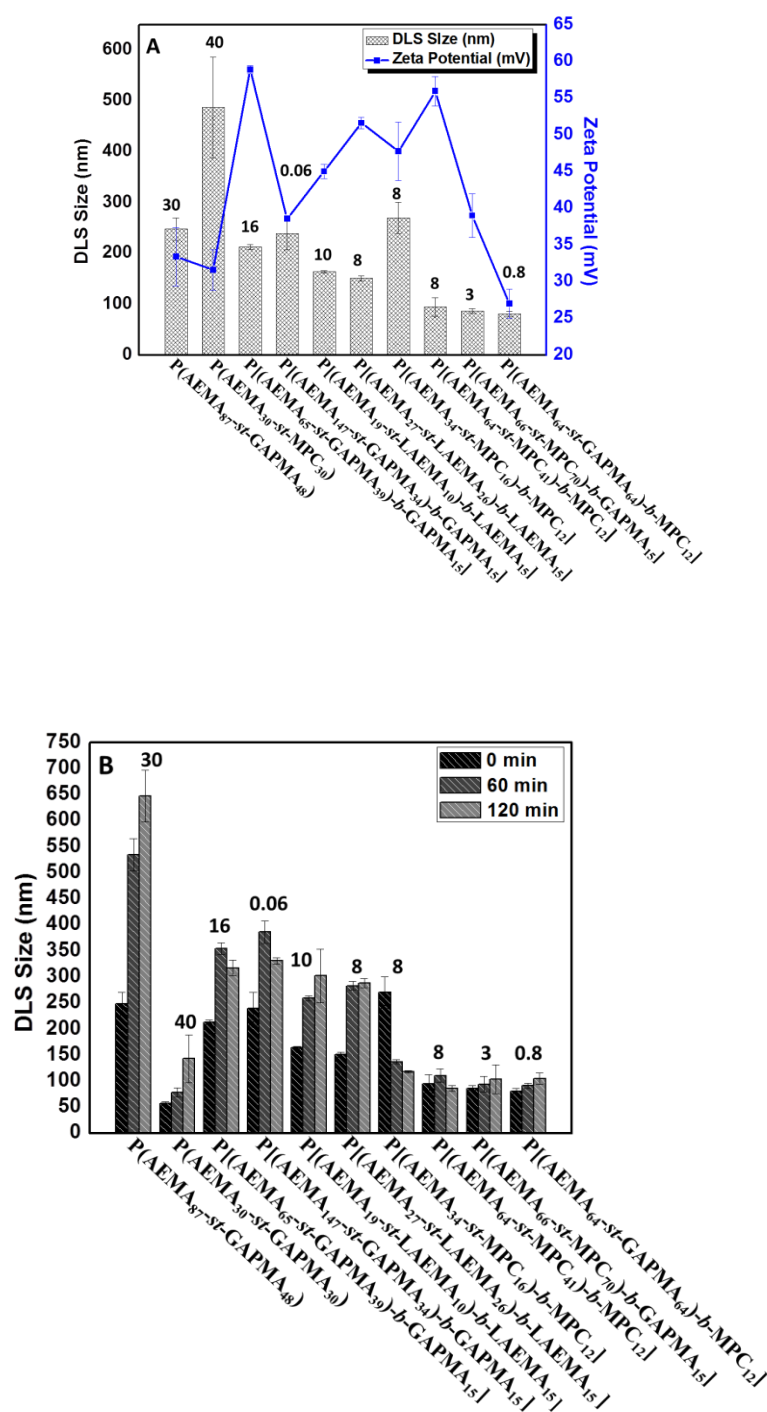 A
DLS Size (nm)
Zeta Potential (mV)
DLS Size (nm)
600
500
400
300
200
100
0
Zeta Potential (mV)
65
60
55
50
45
40
35
30
25
20
30
40
16
0.06
10
8
8
8
3
0.8
P(AEMA87-st-GAPMA48)
P(AEMA30-st-MPC30)
P[(AEMA65-st-GAPMA39)-b-GAPMA15]
P[(AEMA147-st-GAPMA34)-b-GAPMA15]
P[(AEMA19-st-LAEMA10)-b-LAEMA15]
P[(AEMA27-st-LAEMA26)-b-LAEMA15]
P[(AEMA34-st-MPC16)-b-MPC12]
P[(AEMA64-st-MPC41)-b-MPC12]
P[(AEMA66-st-MPC70)-b-GAPMA15]
P[(AEMA64-st-GAPMA64)-b-MPC12]
B
0 min
60 min
120 min
DLS Size (nm)
750
700
650
600
550
500
450
400
350
300
250
200
150
100
50
0
30
40
16
0.06
10
8
8
8
3
0.8
P(AEMA87-st-GAPMA48)
P(AEMA30-st-GAPMA30)
P[(AEMA65-st-GAPMA39)-b-GAPMA15]
P[(AEMA147-st-GAPMA34)-b-GAPMA15]
P[(AEMA19-st-LAEMA10)-b-LAEMA15]
P[(AEMA27-st-LAEMA26)-b-LAEMA15]
P[(AEMA34-st-MPC16)-b-MPC12]
P[(AEMA64-st-MPC41)-b-MPC12]
P[(AEMA66-st-MPC70)-b-GAPMA15]
P[(AEMA64-st-GAPMA64)-b-MPC12]